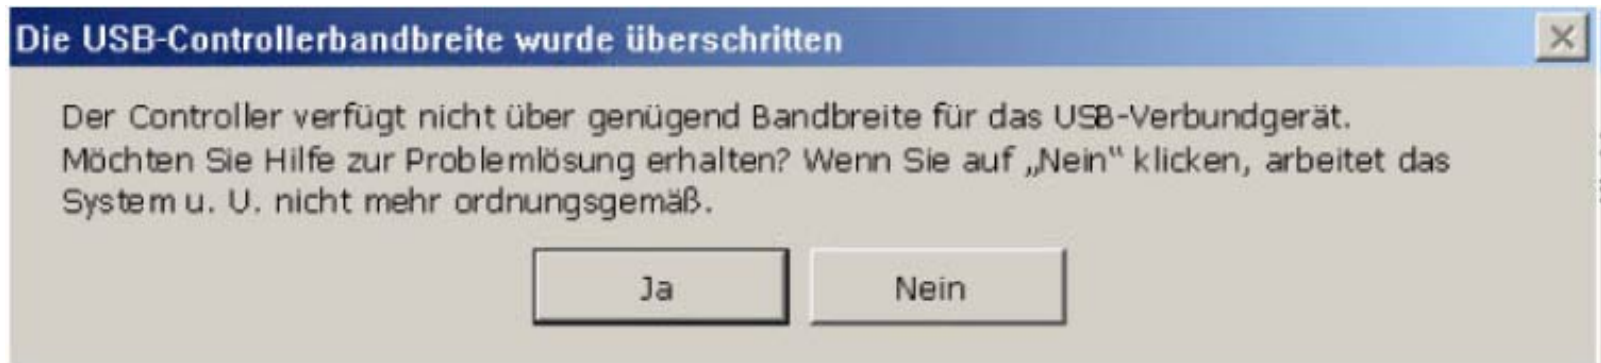 Die USB-Controllerbandbreite wurde überschritten
Der Controller verfügt nicht über genügend Bandbreite für das USB-Verbundgerät.
Möchten Sie Hilfe zur Problemlösung erhalten? Wenn Sie auf „Nein“ klicken, arbeitet das
System u. U. nicht mehr ordnungsgemäß.
Ja
Nein